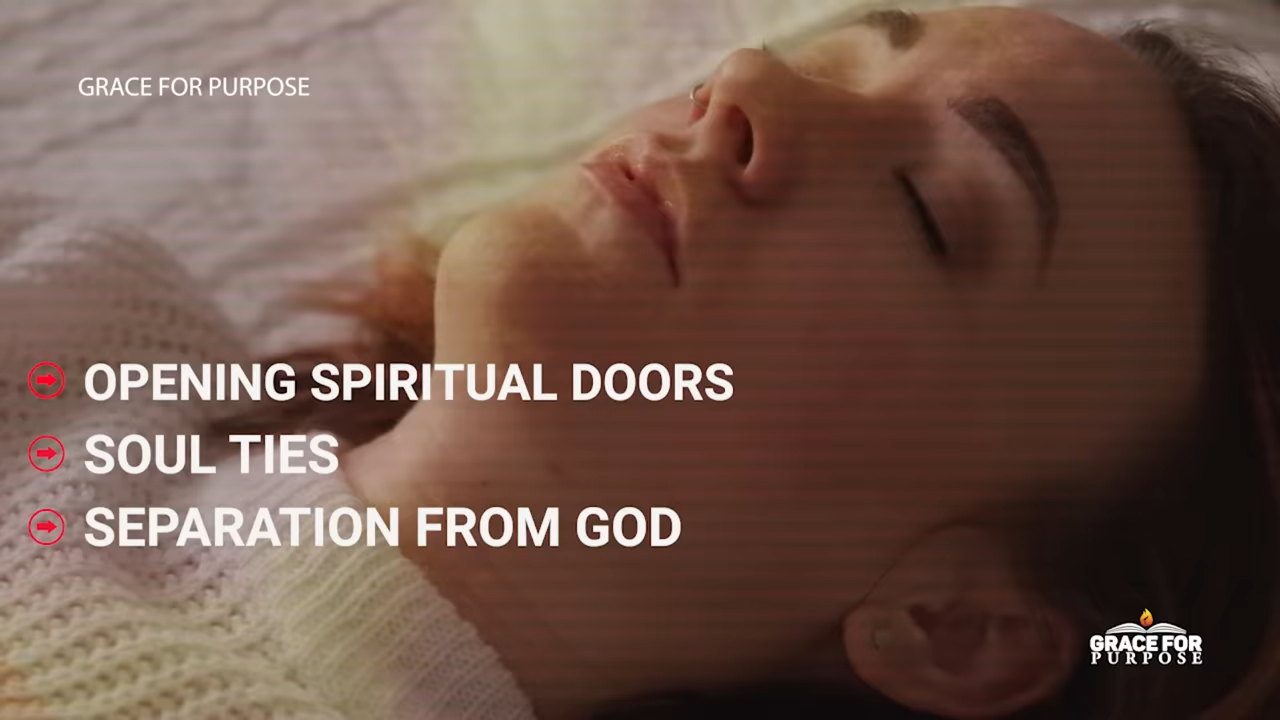 GRACE FOR PURPOSE
OPENING SPIRITUAL DOORS
SOUL TIES
SEPARATION FROM GOD
GRACE FOR
PURPOSE